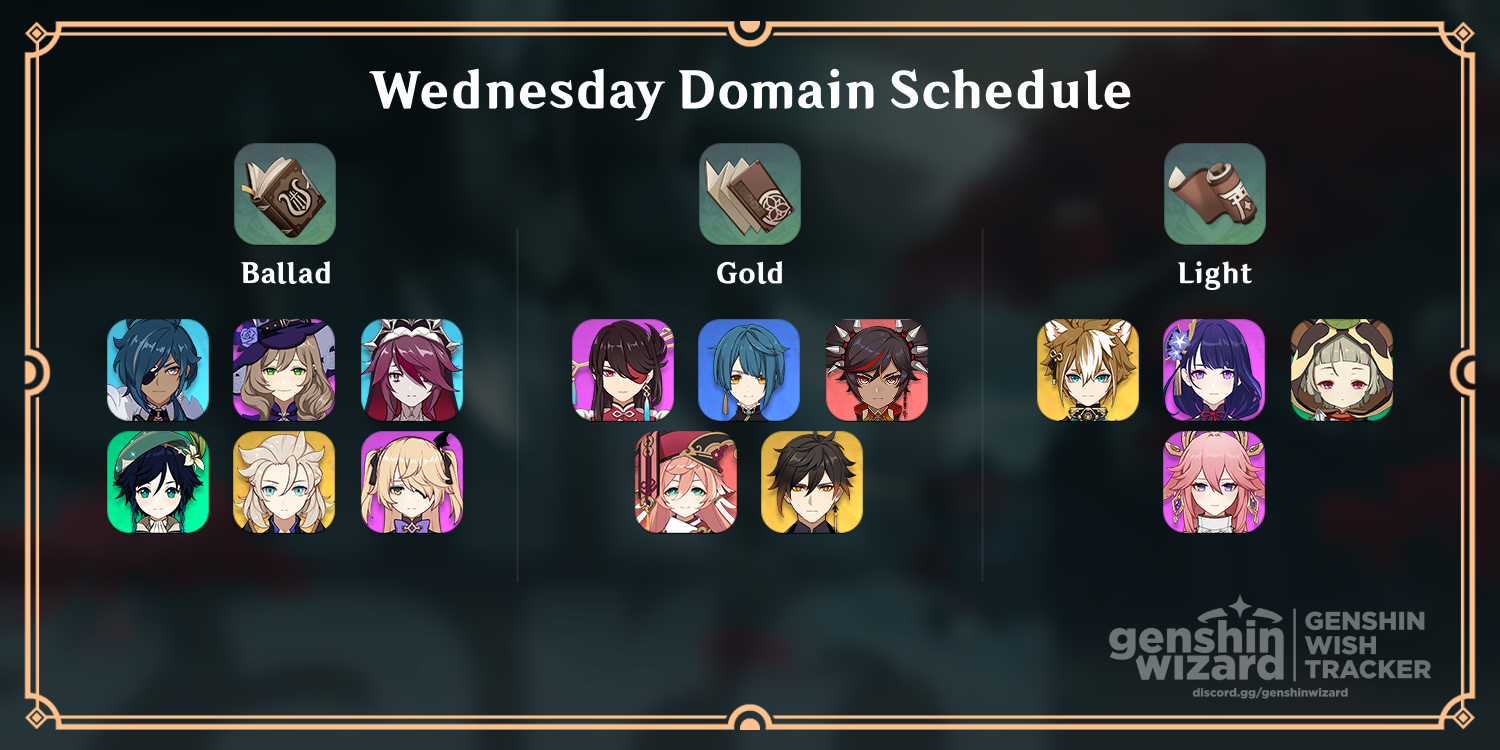 Wednesday Domain Schedule
Ballad
Gold
Light
genshin
wizard
GENSHIN
WISH
TRACKER
discord.gg/genshinwizard